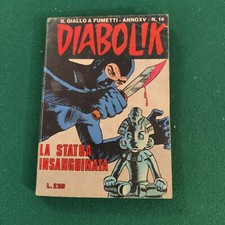 IL GIALLO A FUMETTI - ANNO XV - N. 14
DIABOLIK
LA STATUA
INSANGUINATA